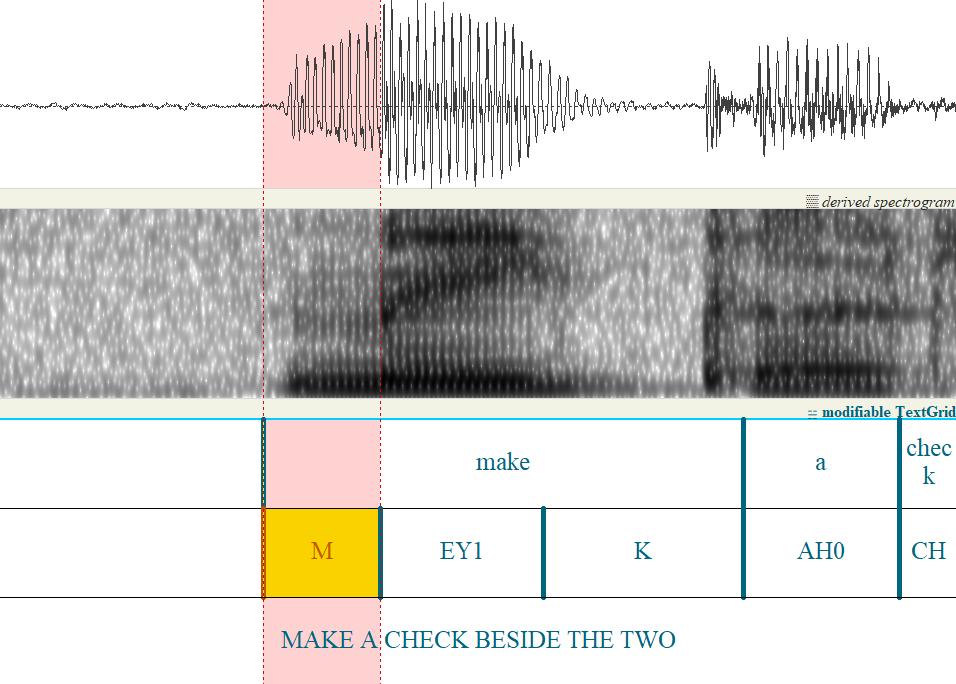 derived spectrogram
modifiable TextGrid
make a chec
k
M EY1 K AH0 CH
MAKE A CHECK BESIDE THE TWO